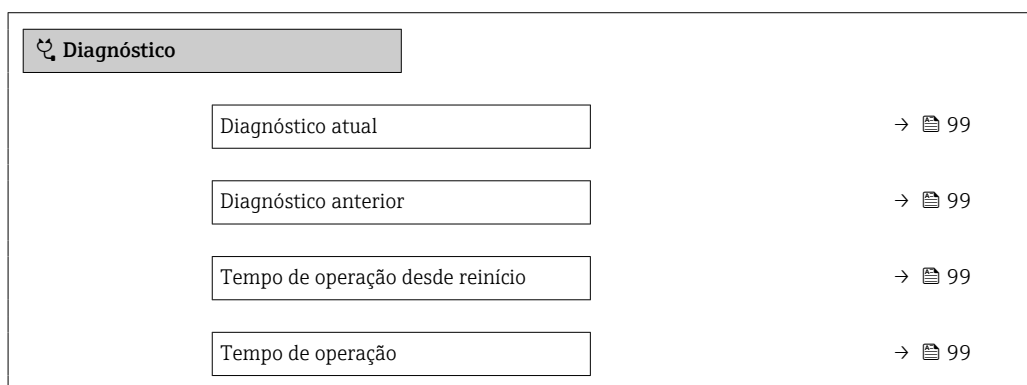 Diagnóstico
Diagnóstico atual → 99
Diagnóstico anterior → 99
Tempo de operação desde reinício → 99
Tempo de operação → 99